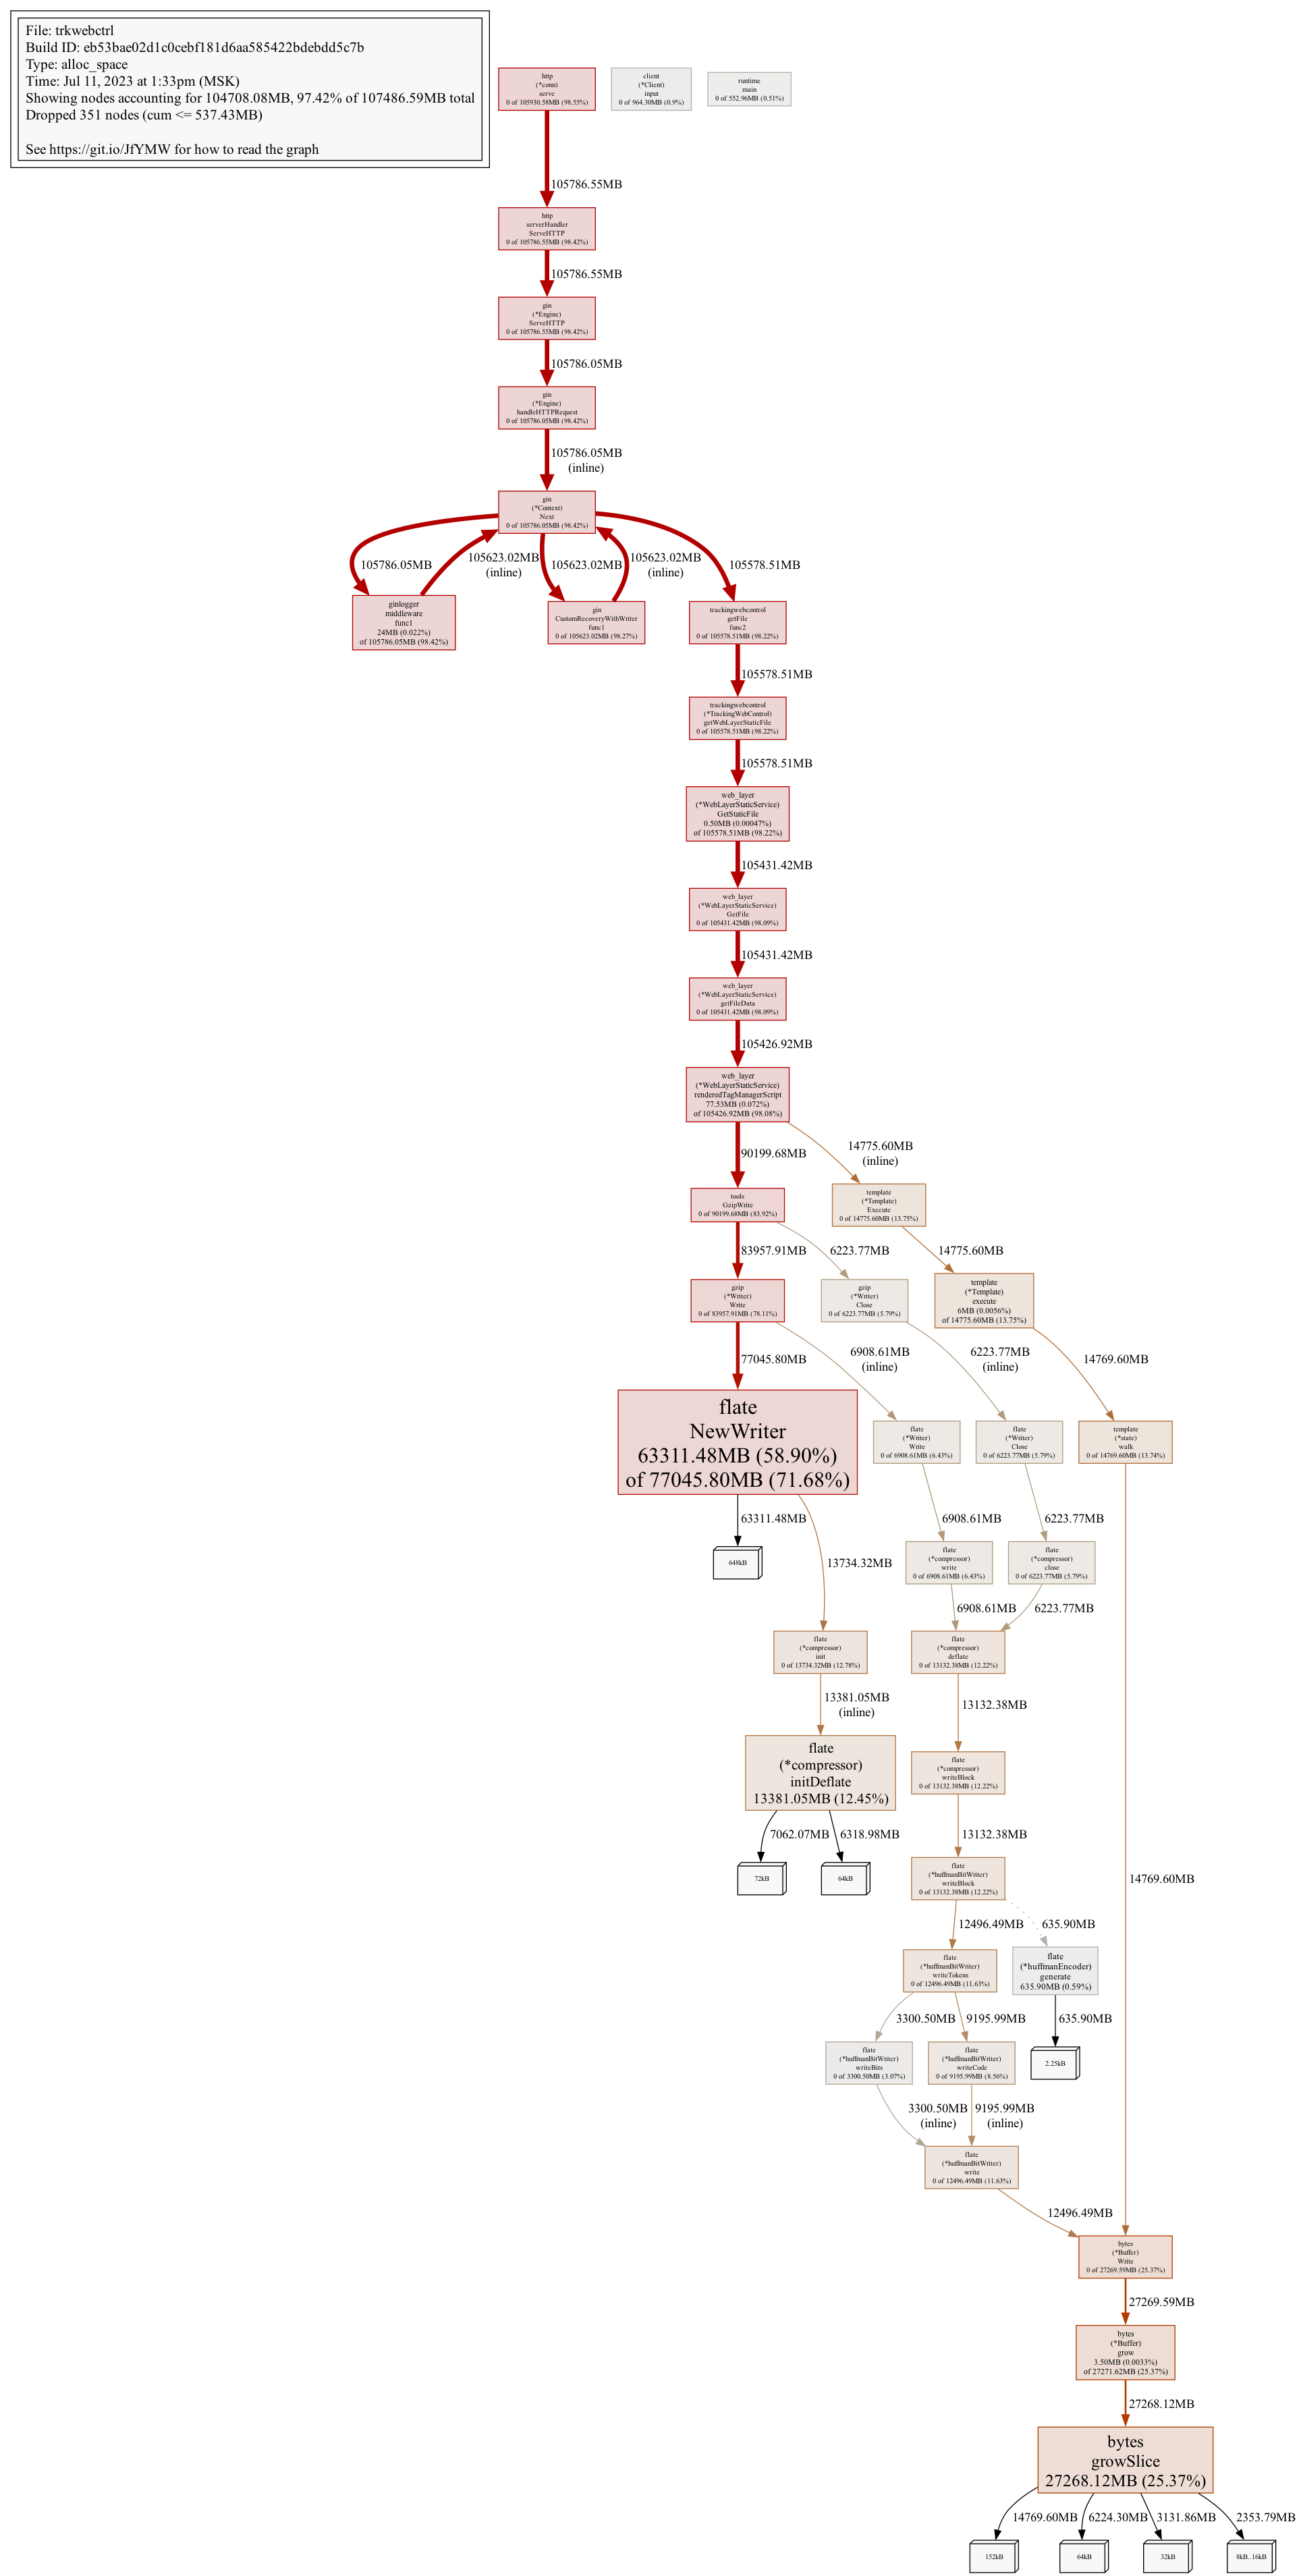 File: trkwebctrl
Build ID: eb53bae02d1c0cebf181d6aa585422bdebdd5c7b
Type: alloc_space
Time: Jul 11, 2023 at 1:33pm (MSK)
Showing nodes accounting for 104708.08MB, 97.42% of 107486.59MB total
Dropped 351 nodes (cum <= 537.43MB)
See https://git.io/JfYMW for how to read the graph
http
(*conn)
serve
0 of 105930.58MB (98.55%)
client
(*Client)
input
0 of 964.30MB (0.9%)
runtime
main
0 of 552.96MB (0.51%)
105786.55MB
http
serverHandler
ServeHTTP
0 of 105786.55MB (98.42%)
105786.55MB
gin
(*Engine)
ServeHTTP
0 of 105786.55MB (98.42%)
105786.05MB
gin
(*Engine)
handleHTTPRequest
0 of 105786.05MB (98.42%)
105786.05MB
(inline)
gin
(*Context)
Next
0 of 105786.05MB (98.42%)
105786.05MB
105623.02MB
(inline)
105623.02MB
105623.02MB
(inline)
105578.51MB
ginlogger
middleware
func1
24MB (0.022%)
of 105786.05MB (98.42%)
gin
CustomRecoveryWithWriter
func1
0 of 105623.02MB (98.27%)
trackingwebcontrol
getFile
func2
0 of 105578.51MB (98.22%)
105578.51MB
trackingwebcontrol
(*TrackingWebControl)
getWebLayerStaticFile
0 of 105578.51MB (98.22%)
105578.51MB
web_layer
(*WebLayerStaticService)
GetStaticFile
0.50MB (0.00047%)
of 105578.51MB (98.22%)
105431.42MB
web_layer
(*WebLayerStaticService)
GetFile
0 of 105431.42MB (98.09%)
105431.42MB
web_layer
(*WebLayerStaticService)
getFileData
0 of 105431.42MB (98.09%)
105426.92MB
web_layer
(*WebLayerStaticService)
renderedTagManagerScript
77.53MB (0.072%)
of 105426.92MB (98.08%)
90199.68MB
14775.60MB
(inline)
tools
GzipWrite
0 of 90199.68MB (83.92%)
template
(*Template)
Execute
0 of 14775.60MB (13.75%)
83957.91MB
6223.77MB
14775.60MB
gzip
(*Writer)
Write
0 of 83957.91MB (78.11%)
gzip
(*Writer)
Close
0 of 6223.77MB (5.79%)
template
(*Template)
execute
6MB (0.0056%)
of 14775.60MB (13.75%)
77045.80MB
6908.61MB
(inline)
6223.77MB
(inline)
14769.60MB
flate
NewWriter
63311.48MB (58.90%)
of 77045.80MB (71.68%)
flate
(*Writer)
Write
0 of 6908.61MB (6.43%)
flate
(*Writer)
Close
0 of 6223.77MB (5.79%)
template
(*state)
walk
0 of 14769.60MB (13.74%)
63311.48MB
13734.32MB
6908.61MB
6223.77MB
648kB
flate
(*compressor)
write
0 of 6908.61MB (6.43%)
flate
(*compressor)
close
0 of 6223.77MB (5.79%)
6908.61MB
6223.77MB
flate
(*compressor)
init
0 of 13734.32MB (12.78%)
flate
(*compressor)
deflate
0 of 13132.38MB (12.22%)
13381.05MB
(inline)
13132.38MB
flate
(*compressor)
initDeflate
13381.05MB (12.45%)
flate
(*compressor)
writeBlock
0 of 13132.38MB (12.22%)
7062.07MB
6318.98MB
13132.38MB
72kB
64kB
flate
(*huffmanBitWriter)
writeBlock
0 of 13132.38MB (12.22%)
14769.60MB
12496.49MB
635.90MB
flate
(*huffmanBitWriter)
writeTokens
0 of 12496.49MB (11.63%)
flate
(*huffmanEncoder)
generate
635.90MB (0.59%)
3300.50MB
9195.99MB
635.90MB
flate
(*huffmanBitWriter)
writeBits
0 of 3300.50MB (3.07%)
flate
(*huffmanBitWriter)
writeCode
0 of 9195.99MB (8.56%)
2.25kB
3300.50MB
(inline)
9195.99MB
(inline)
flate
(*huffmanBitWriter)
write
0 of 12496.49MB (11.63%)
12496.49MB
bytes
(*Buffer)
Write
0 of 27269.59MB (25.37%)
27269.59MB
bytes
(*Buffer)
grow
3.50MB (0.0033%)
of 27271.62MB (25.37%)
27268.12MB
bytes
growSlice
27268.12MB (25.37%)
14769.60MB
6224.30MB
3131.86MB
2353.79MB
152kB
64kB
32kB
8kB..16kB